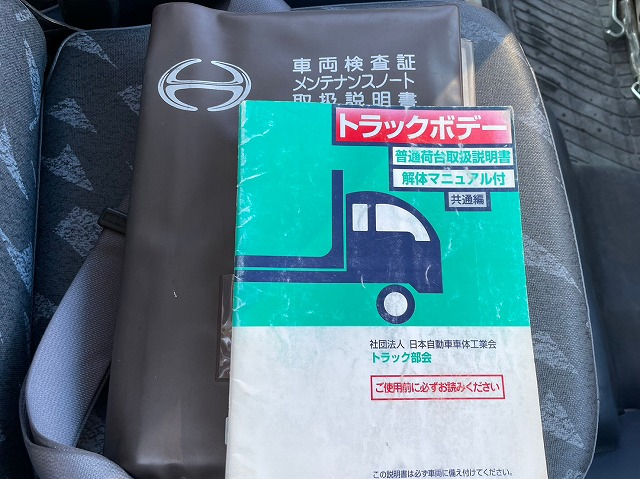 車両検査証
メンテナンスノート
取扱説明書
トラックボデー
普通荷台取扱説明書
解体マニュアル付
共通編
社団法人 日本自動車車体工業会
トラック部会
ご使用前に必ずお読みください
この説明書は必ず車両に備え付けてください。